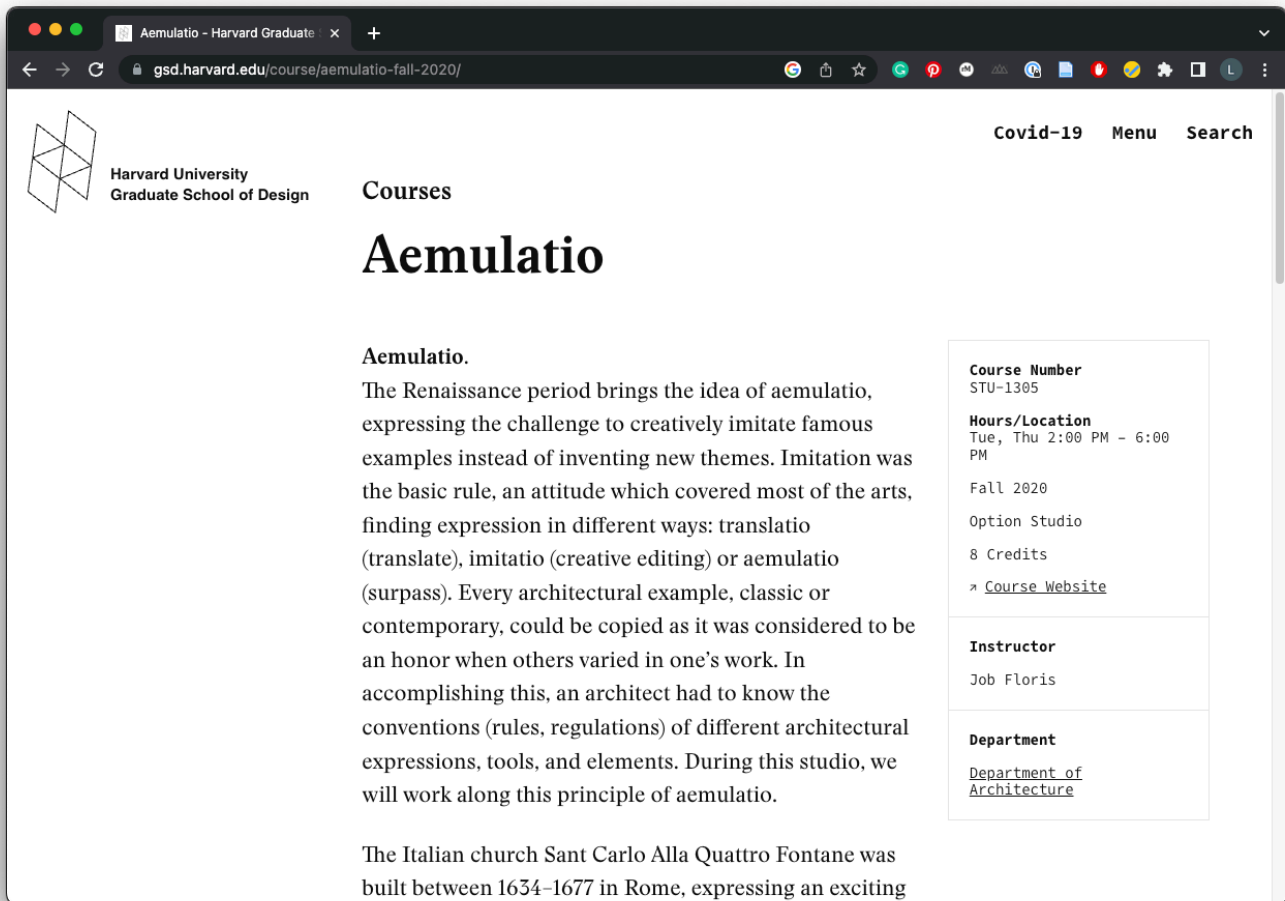 Aemulatio - Harvard Graduate
gsd.harvard.edu/course/aemulatio-fall-2020/
L
Harvard University
Graduate School of Design
Covid-19 Menu Search
Courses
Aemulatio
Aemulatio.
The Renaissance period brings the idea of aemulatio,
expressing the challenge to creatively imitate famous
examples instead of inventing new themes. Imitation was
the basic rule, an attitude which covered most of the arts,
finding expression in different ways: translatio
(translate), imitatio (creative editing) or aemulatio
(surpass). Every architectural example, classic or
contemporary, could be copied as it was considered to be
an honor when others varied in one’s work. In
accomplishing this, an architect had to know the
conventions (rules, regulations) of different architectural
expressions, tools, and elements. During this studio, we
will work along this principle of aemulatio.
The Italian church Sant Carlo Alla Quattro Fontane was
built between 1634–1677 in Rome, expressing an exciting
Course Number
STU-1305
Hours/Location
Tue, Thu 2:00 PM – 6:00
PM
Fall 2020
Option Studio
8 Credits
↗ Course Website
Instructor
Job Floris
Department
Department of
Architecture